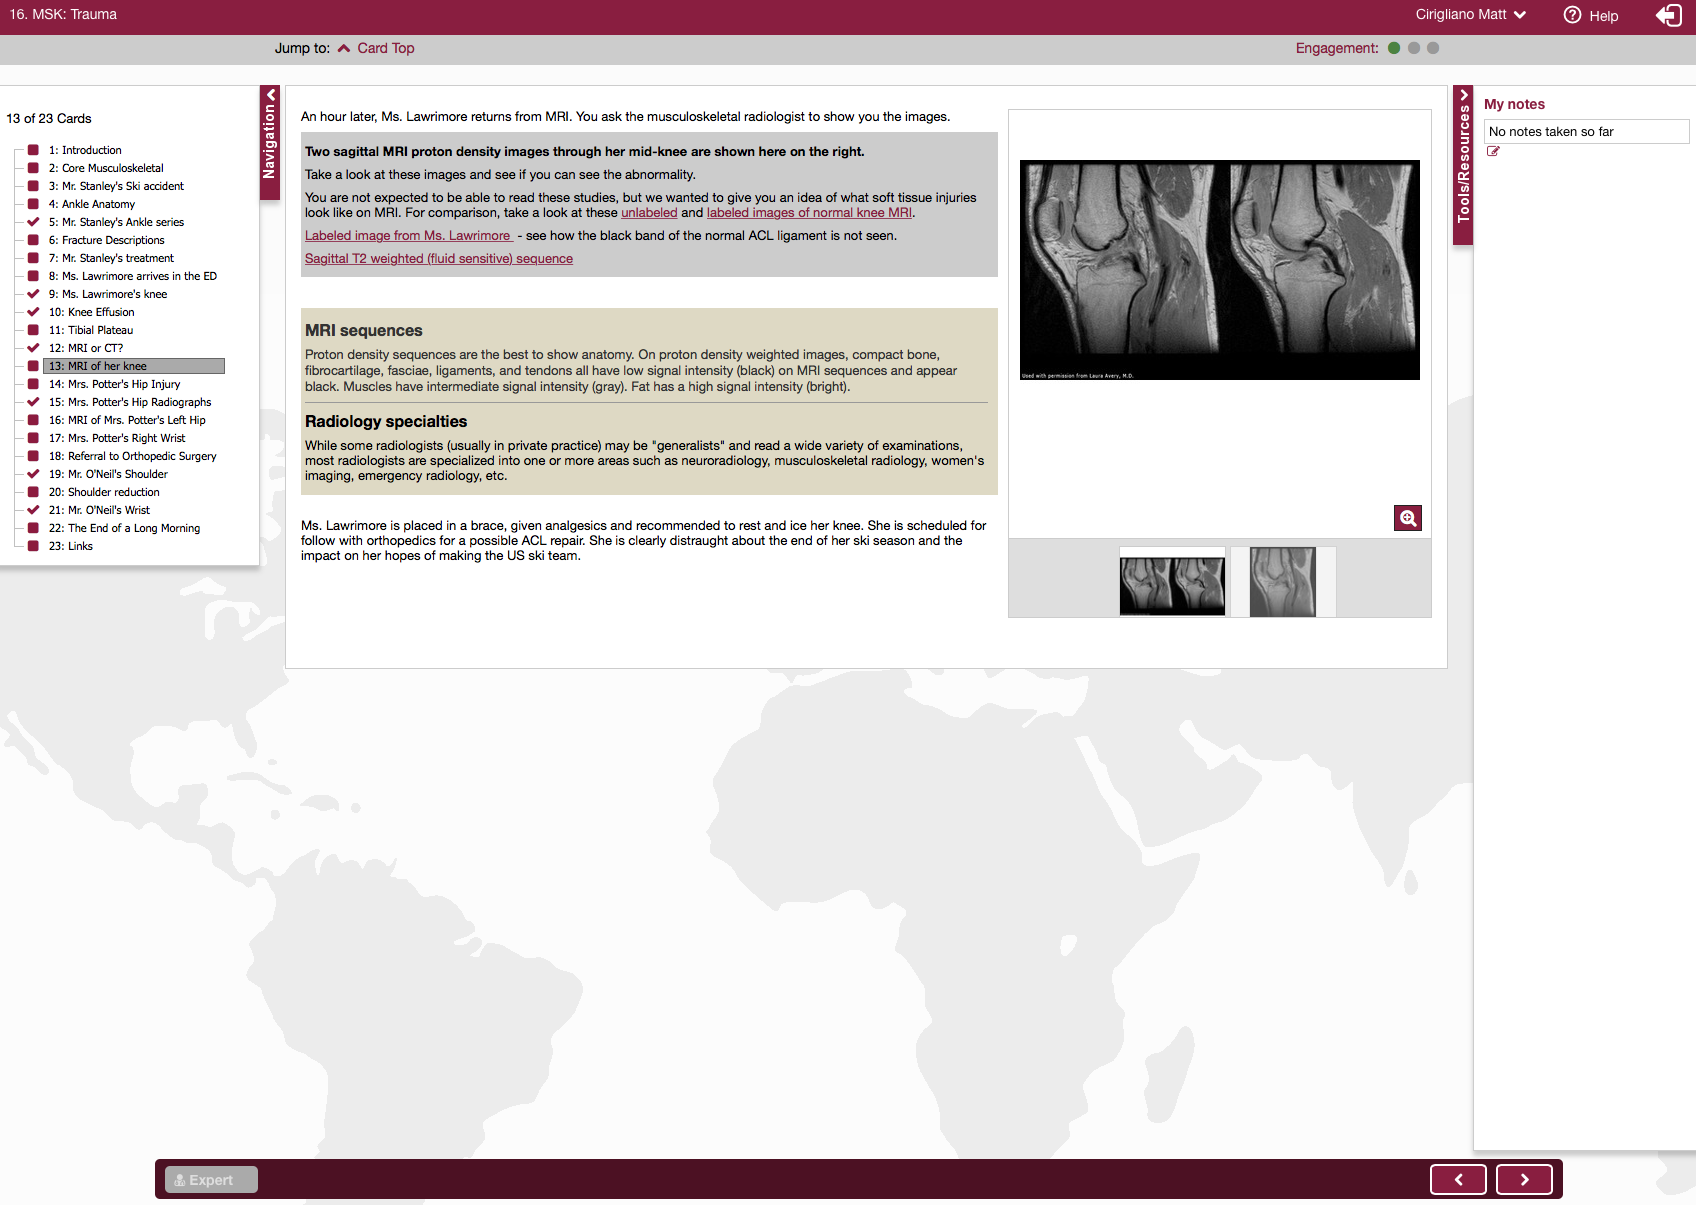 16. MSK: Trauma
Cirigliano Matt
Help
Jump to: Card Top
Engagement:
13 of 23 Cards
1: Introduction
2: Core Musculoskeletal
3: Mr. Stanley's Ski accident
4: Ankle Anatomy
5: Mr. Stanley's Ankle series
6: Fracture Descriptions
7: Mr. Stanley's treatment
8: Ms. Lawrimore arrives in the ED
9: Ms. Lawrimore's knee
10: Knee Effusion
11: Tibial Plateau
12: MRI or CT?
13: MRI of her knee
14: Mrs. Potter's Hip Injury
15: Mrs. Potter's Hip Radiographs
16: MRI of Mrs. Potter's Left Hip
17: Mrs. Potter's Right Wrist
18: Referral to Orthopedic Surgery
19: Mr. O'Neil's Shoulder
20: Shoulder reduction
21: Mr. O'Neil's Wrist
22: The End of a Long Morning
23: Links
Navigation
An hour later, Ms. Lawrimore returns from MRI. You ask the musculoskeletal radiologist to show you the images.
Two sagittal MRI proton density images through her mid-knee are shown here on the right.
Take a look at these images and see if you can see the abnormality.
You are not expected to be able to read these studies, but we wanted to give you an idea of what soft tissue injuries
look like on MRI. For comparison, take a look at these unlabeled and labeled images of normal knee MRI.
Labeled image from Ms. Lawrimore - see how the black band of the normal ACL ligament is not seen.
Sagittal T2 weighted (fluid sensitive) sequence
MRI sequences
Proton density sequences are the best to show anatomy. On proton density weighted images, compact bone,
fibrocartilage, fasciae, ligaments, and tendons all have low signal intensity (black) on MRI sequences and appear
black. Muscles have intermediate signal intensity (gray). Fat has a high signal intensity (bright).
Radiology specialties
While some radiologists (usually in private practice) may be "generalists" and read a wide variety of examinations,
most radiologists are specialized into one or more areas such as neuroradiology, musculoskeletal radiology, women's
imaging, emergency radiology, etc.
Ms. Lawrimore is placed in a brace, given analgesics and recommended to rest and ice her knee. She is scheduled for
follow with orthopedics for a possible ACL repair. She is clearly distraught about the end of her ski season and the
impact on her hopes of making the US ski team.
Used with permission from Laura Avery, M.D.
Tools/Resources
My notes
No notes taken so far
Expert